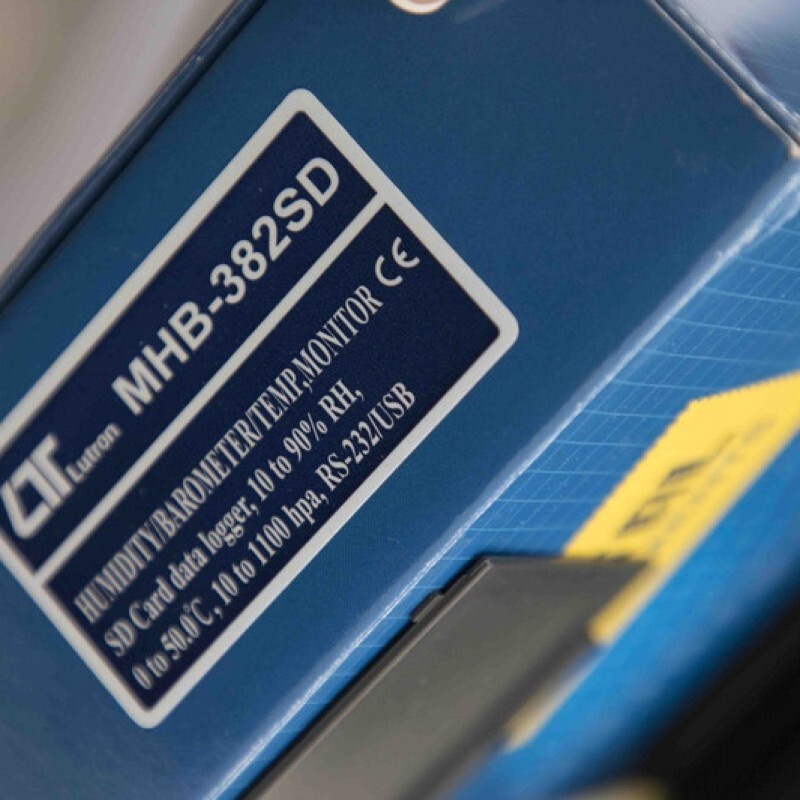 Lutron MHB-382SD
HUMIDITY/BAROMETER/TEMP,MONITOR CE
SD Card data logger, 10 to 90% RH,
0 to 50.0°C, 10 to 1100 hpa, RS-232/USB